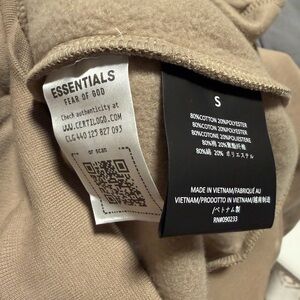 ESSENTIALS
FEAR OF GOD
Check authenticity at
WWW.CERTILOGO.COM
CLG 440 125 827 093
or scan
S
80%COTTON 20%POLYESTER
80%COTON 20%POLYESTER
80%COTONE 20%POLIESTERE
80%棉 20%聚酯纤维
80%綿 20% ポリエステル
MADE IN VIETNAM/FABRIQUÉ AU
VIETNAM/PRODOTTO IN VIETNAM/越南制造
/ベトナム製
RN#090233